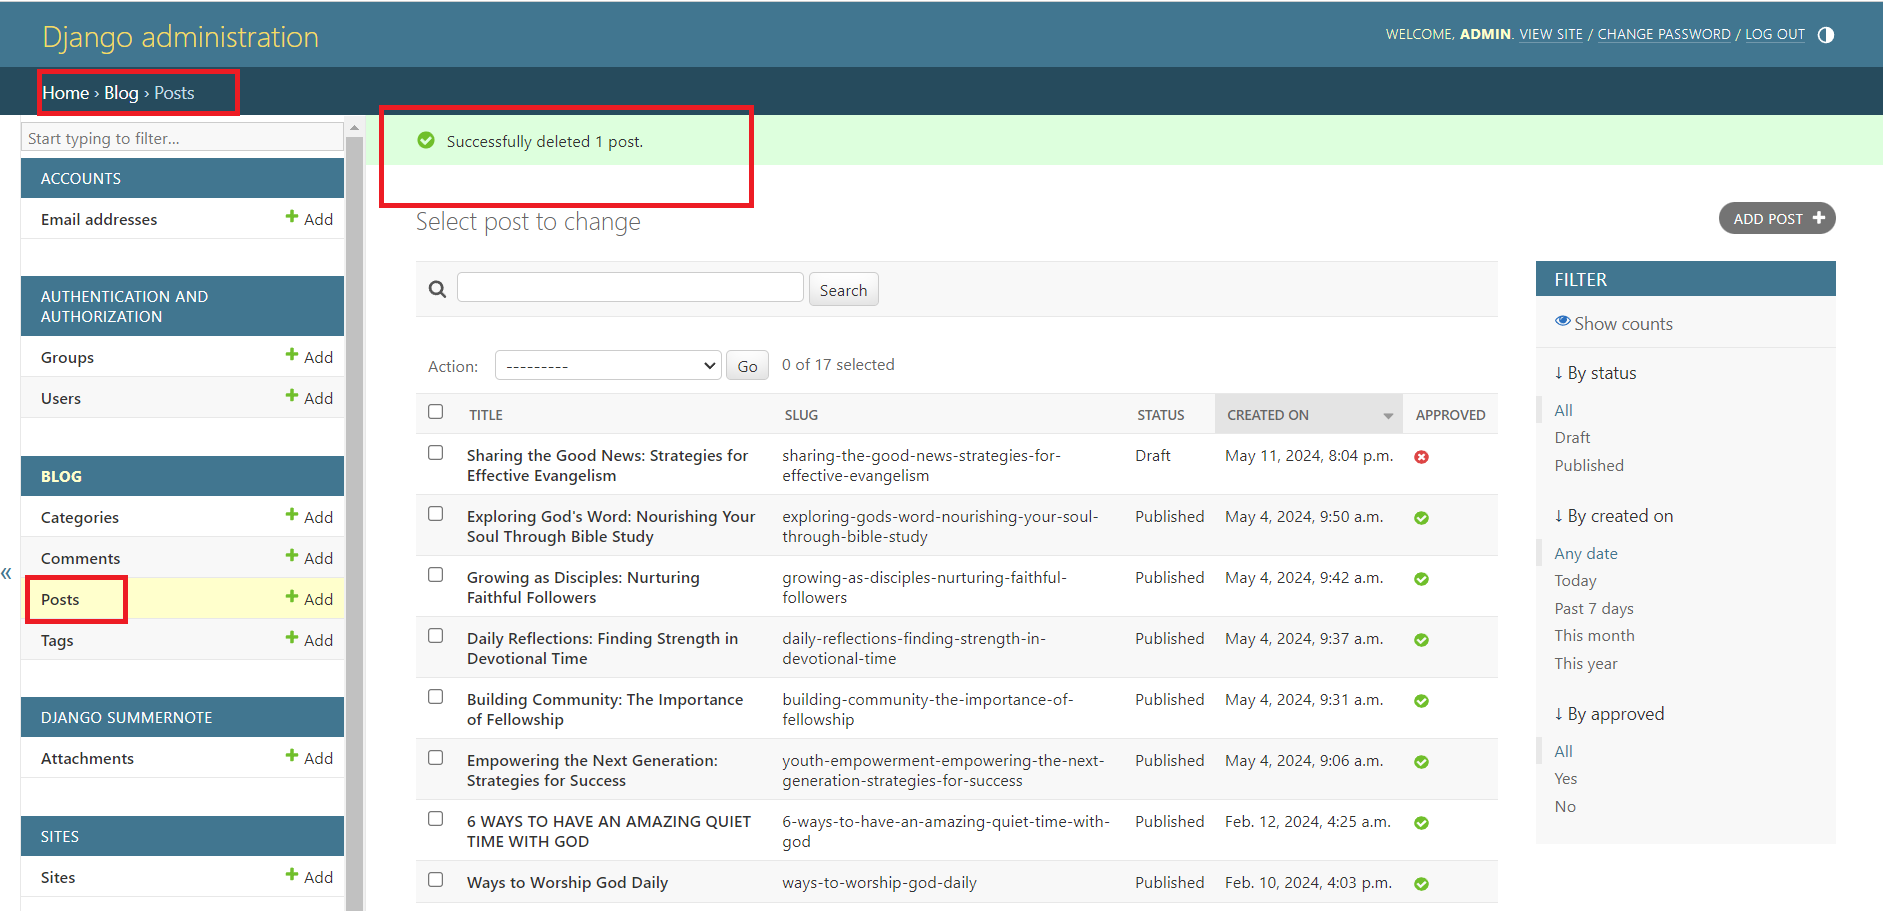 Django administration
WELCOME, ADMIN. VIEW SITE / CHANGE PASSWORD / LOG OUT
Home › Blog › Posts
Start typing to filter...
ACCOUNTS
Email addresses Add
AUTHENTICATION AND
AUTHORIZATION
Groups Add
Users Add
BLOG
Categories Add
Comments Add
Posts Add
Tags Add
DJANGO SUMMERNOTE
Attachments Add
SITES
Sites Add
«
Successfully deleted 1 post.
Select post to change
ADD POST +
Search
Action: --------- Go 0 of 17 selected
TITLE SLUG STATUS CREATED ON APPROVED
Sharing the Good News: Strategies for sharing-the-good-news-strategies-for- Draft May 11, 2024, 8:04 p.m.
Effective Evangelism effective-evangelism
Exploring God's Word: Nourishing Your exploring-gods-word-nourishing-your-soul- Published May 4, 2024, 9:50 a.m.
Soul Through Bible Study through-bible-study
Growing as Disciples: Nurturing growing-as-disciples-nurturing-faithful- Published May 4, 2024, 9:42 a.m.
Faithful Followers followers
Daily Reflections: Finding Strength in daily-reflections-finding-strength-in- Published May 4, 2024, 9:37 a.m.
Devotional Time devotional-time
Building Community: The Importance building-community-the-importance-of- Published May 4, 2024, 9:31 a.m.
of Fellowship fellowship
Empowering the Next Generation: youth-empowerment-empowering-the-next- Published May 4, 2024, 9:06 a.m.
Strategies for Success generation-strategies-for-success
6 WAYS TO HAVE AN AMAZING QUIET 6-ways-to-have-an-amazing-quiet-time-with- Published Feb. 12, 2024, 4:25 a.m.
TIME WITH GOD god
Ways to Worship God Daily ways-to-worship-god-daily Published Feb. 10, 2024, 4:03 p.m.
FILTER
Show counts
↓ By status
All
Draft
Published
↓ By created on
Any date
Today
Past 7 days
This month
This year
↓ By approved
All
Yes
No